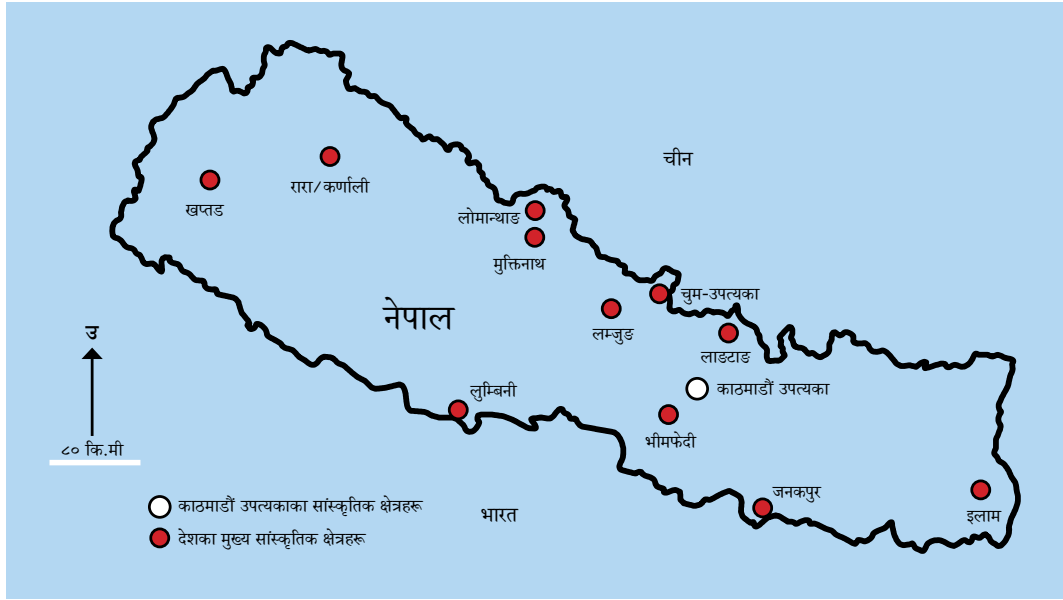 चीन
रारा/कर्णाली
खप्तड
लोमान्थाङ
मुक्तिनाथ
चुम-उपत्यका
नेपाल
लम्जुङ
उ
लाङटाङ
लुम्बिनी
काठमाडौं उपत्यका
भीमफेदी
८० कि.मी
जनकपुर
काठमाडौं उपत्यकाका सांस्कृतिक क्षेत्रहरू
भारत
इलाम
देशका मुख्य सांस्कृतिक क्षेत्रहरू